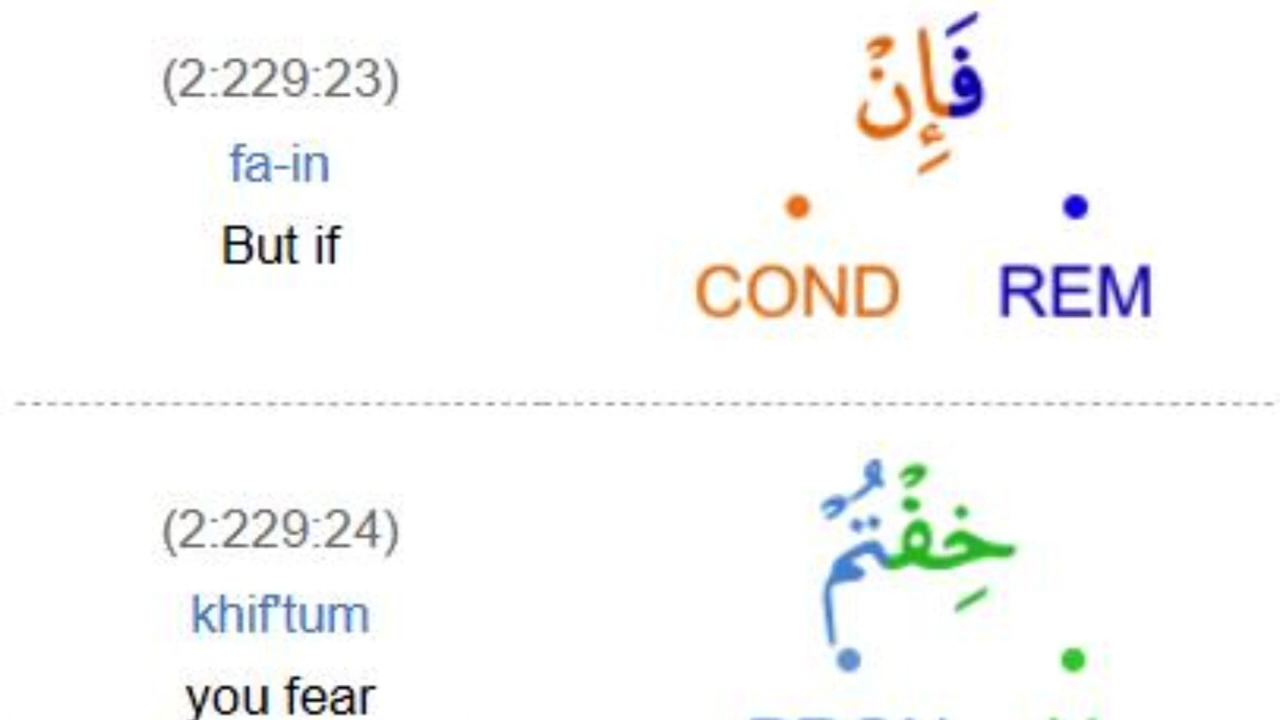 (2:229:23)
fa-in
But if
فَإِنْ
COND REM
(2:229:24)
khif'tum
you fear
خِفْتُمْ